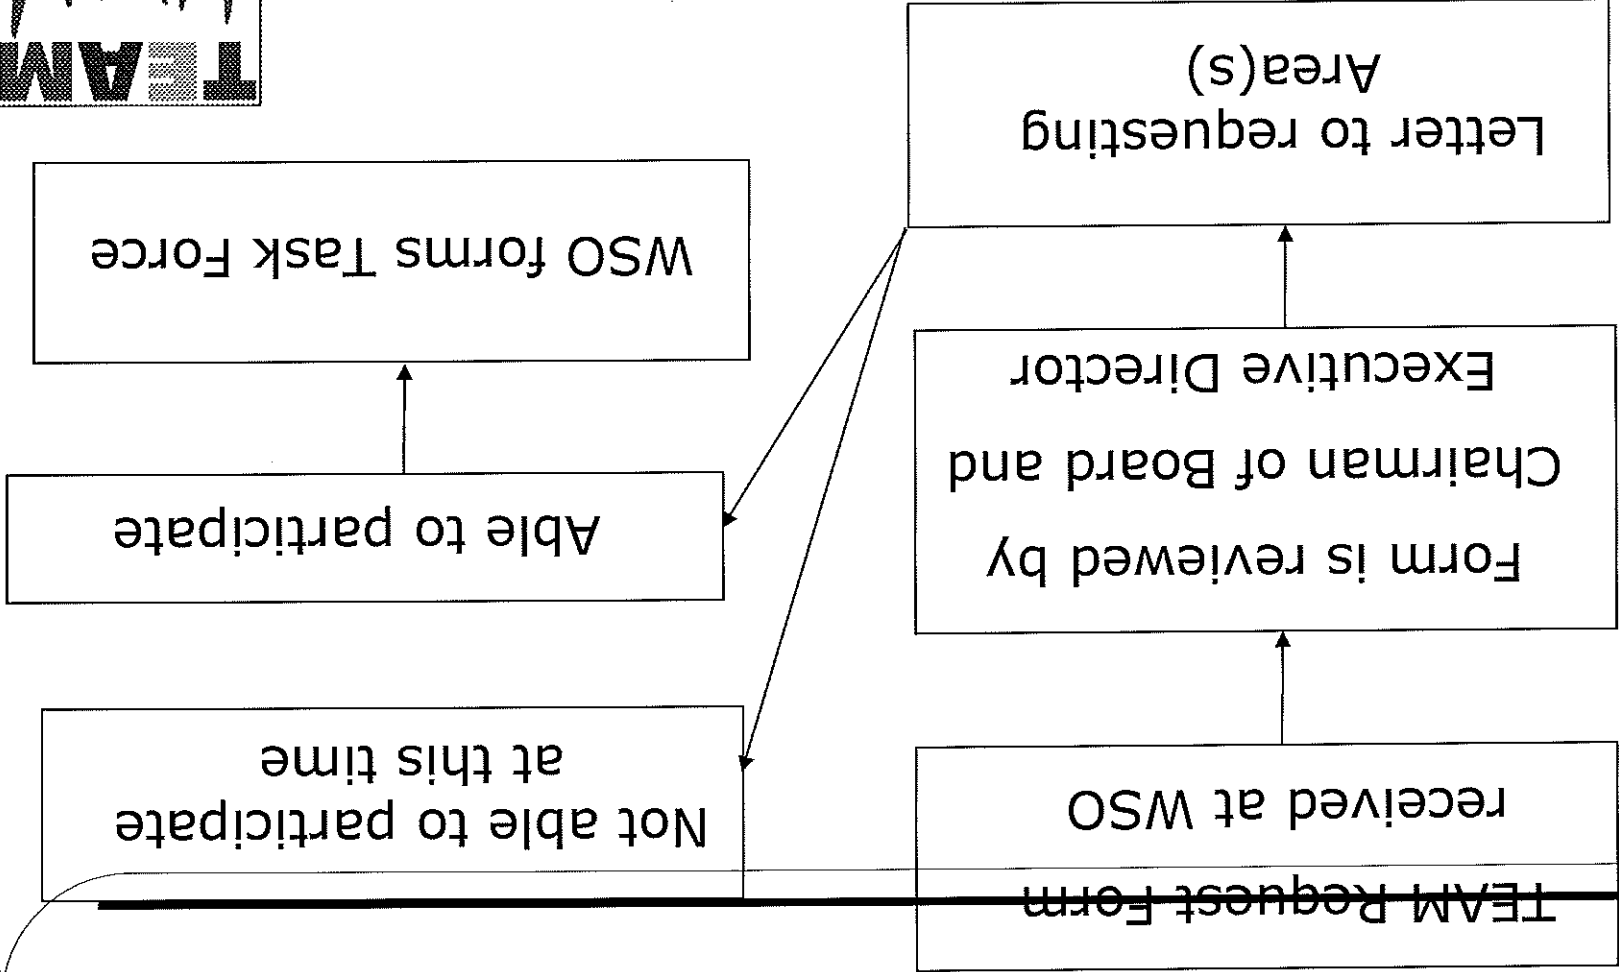 TEAM Request Form
received at WSO
Form is reviewed by
Chairman of Board and
Executive Director
Letter to requesting
Area(s)
Not able to participate
at this time
Able to participate
WSO forms Task Force
TEAM